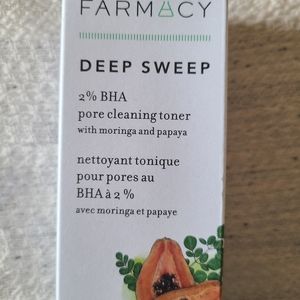 FARMACY
DEEP SWEEP
2% BHA
pore cleaning toner
with moringa and papaya
nettoyant tonique
pour pores au
BHA à 2 %
avec moringa et papaye